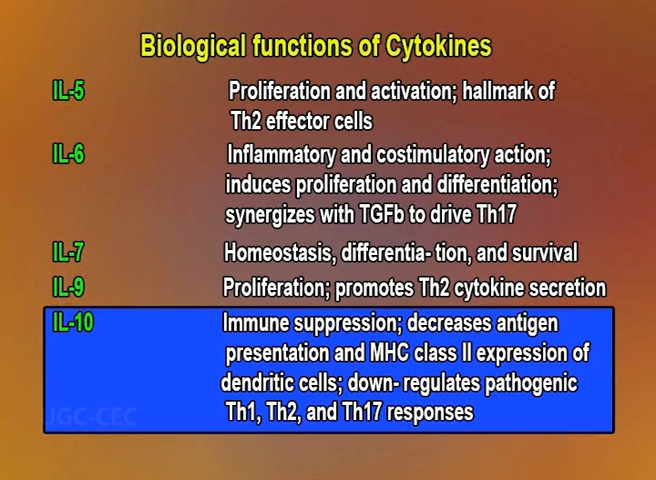 Biological functions of Cytokines
IL-5 Proliferation and activation; hallmark of
Th2 effector cells
IL-6 Inflammatory and costimulatory action;
induces proliferation and differentiation;
synergizes with TGFb to drive Th17
IL-7 Homeostasis, differentia- tion, and survival
IL-9 Proliferation; promotes Th2 cytokine secretion
IL-10 Immune suppression; decreases antigen
presentation and MHC class II expression of
dendritic cells; down- regulates pathogenic
Th1, Th2, and Th17 responses
UGC-CEC